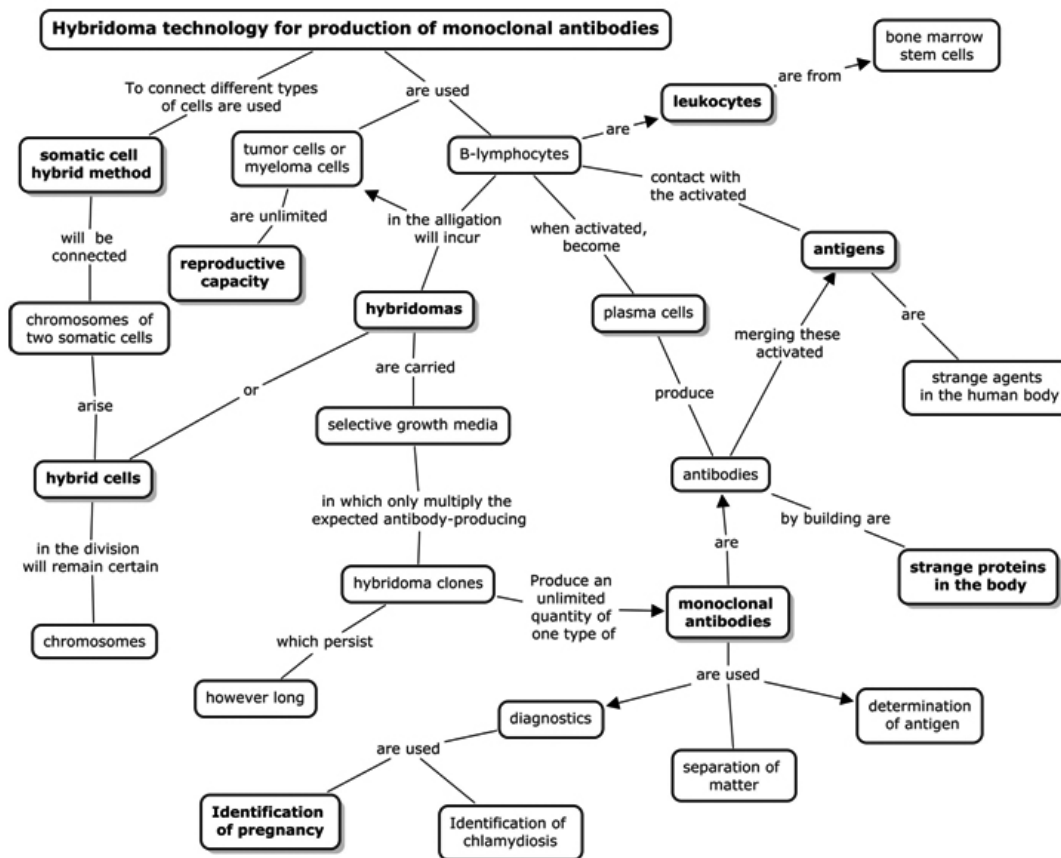 Hybridoma technology for production of monoclonal antibodies
To connect different types
of cells are used
are used
bone marrow
stem cells
are from
leukocytes
are
somatic cell
hybrid method
tumor cells or
myeloma cells
B-lymphocytes
contact with
the activated
are unlimited
in the alligation
will incur
when activated,
become
will be
connected
reproductive
capacity
antigens
hybridomas
plasma cells
chromosomes of
two somatic cells
are
merging these
activated
are carried
or
produce
strange agents
in the human body
arise
selective growth media
hybrid cells
antibodies
in which only multiply the
expected antibody-producing
by building are
in the division
will remain certain
are
strange proteins
in the body
hybridoma clones
Produce an
unlimited
quantity of
one type of
monoclonal
antibodies
chromosomes
which persist
are used
however long
diagnostics
determination
of antigen
are used
separation of
matter
Identification
of pregnancy
Identification of
chlamydiosis